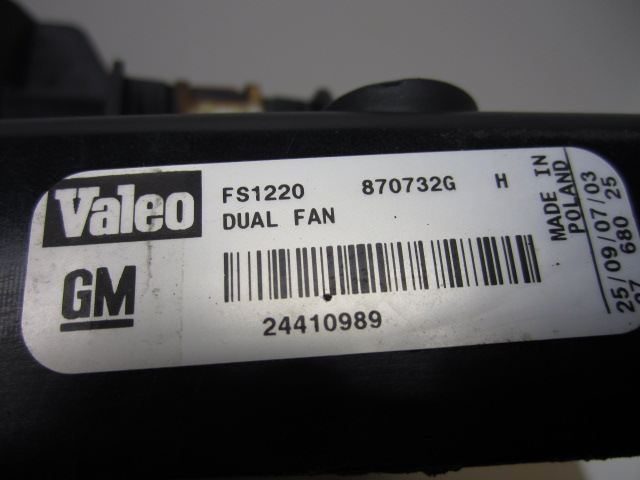 Valeo
GM
FS1220 870732G H
DUAL FAN
24410989
MADE IN
POLAND
25/09/07/03
680 25